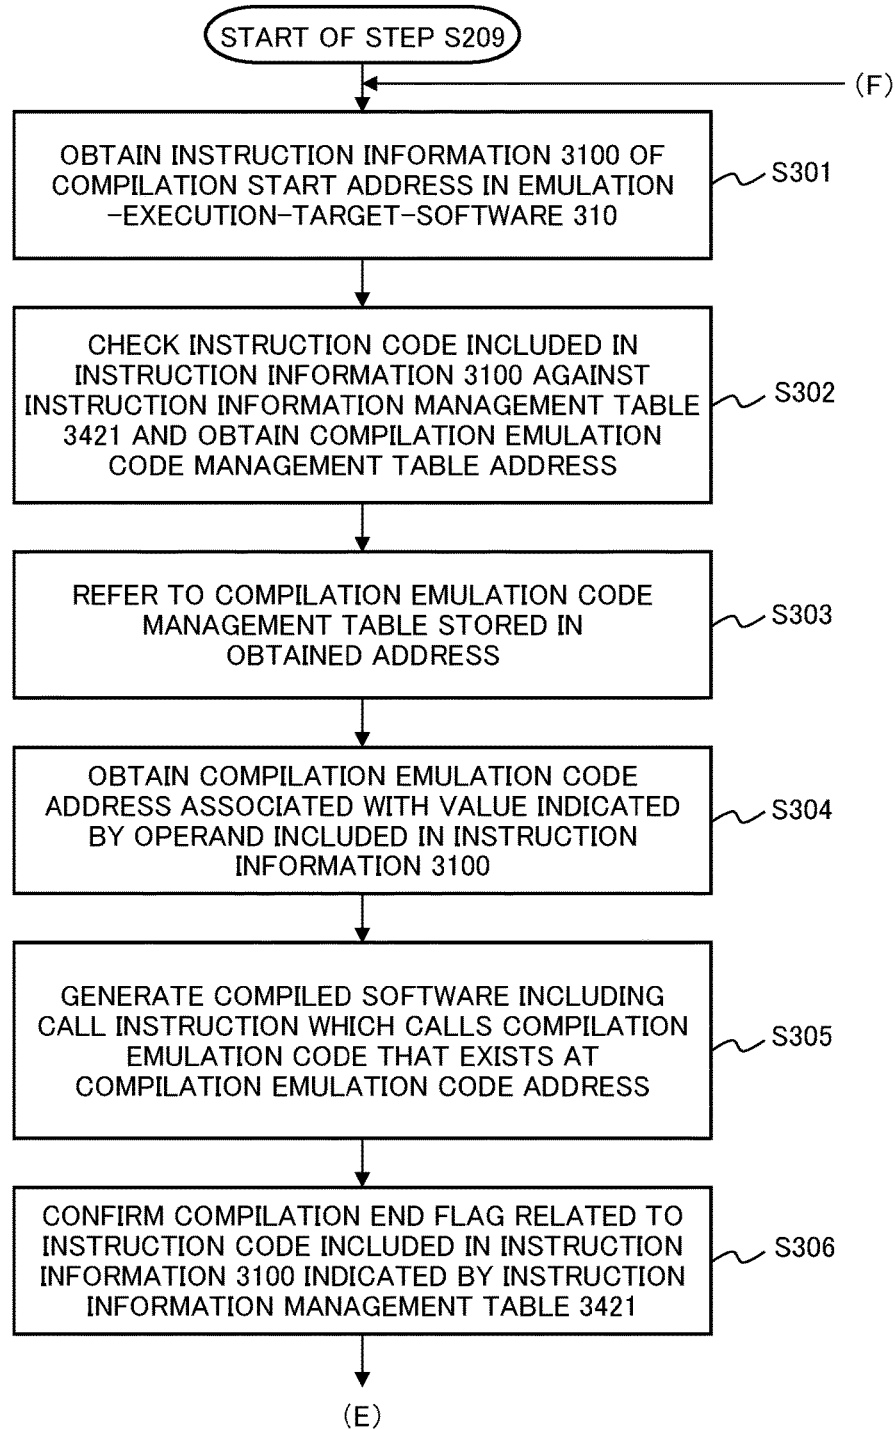 START OF STEP S209
(F)
OBTAIN INSTRUCTION INFORMATION 3100 OF
COMPILATION START ADDRESS IN EMULATION
-EXECUTION-TARGET-SOFTWARE 310
S301
CHECK INSTRUCTION CODE INCLUDED IN
INSTRUCTION INFORMATION 3100 AGAINST
INSTRUCTION INFORMATION MANAGEMENT TABLE
3421 AND OBTAIN COMPILATION EMULATION
CODE MANAGEMENT TABLE ADDRESS
S302
REFER TO COMPILATION EMULATION CODE
MANAGEMENT TABLE STORED IN
OBTAINED ADDRESS
S303
OBTAIN COMPILATION EMULATION CODE
ADDRESS ASSOCIATED WITH VALUE INDICATED
BY OPERAND INCLUDED IN INSTRUCTION
INFORMATION 3100
S304
GENERATE COMPILED SOFTWARE INCLUDING
CALL INSTRUCTION WHICH CALLS COMPILATION
EMULATION CODE THAT EXISTS AT
COMPILATION EMULATION CODE ADDRESS
S305
CONFIRM COMPILATION END FLAG RELATED TO
INSTRUCTION CODE INCLUDED IN INSTRUCTION
INFORMATION 3100 INDICATED BY INSTRUCTION
INFORMATION MANAGEMENT TABLE 3421
S306
(E)